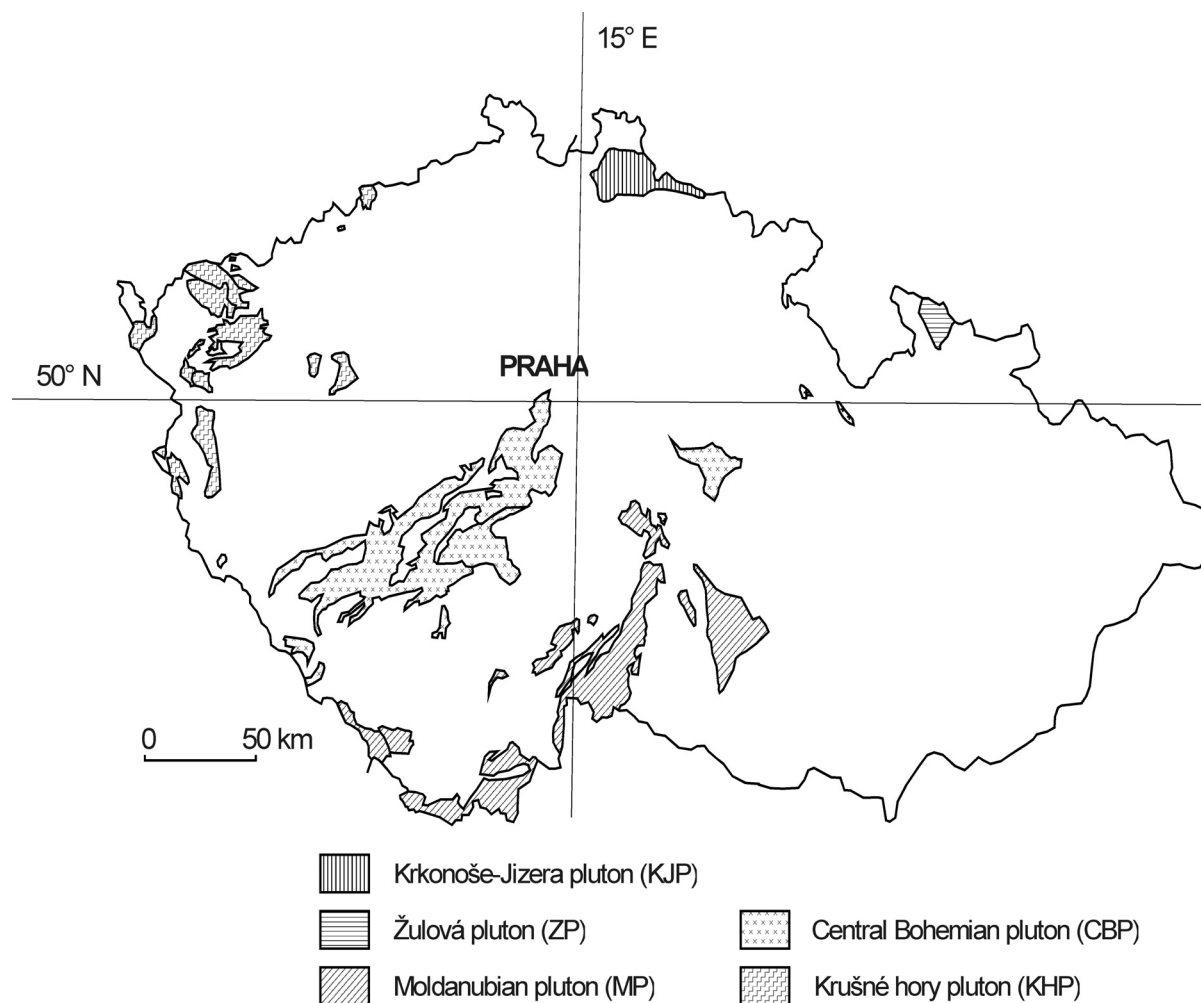 15° E
50° N
PRAHA
0 50 km
Krkonoše-Jizera pluton (KJP)
Žulová pluton (ZP)
Moldanubian pluton (MP)
Central Bohemian pluton (CBP)
Krušné hory pluton (KHP)